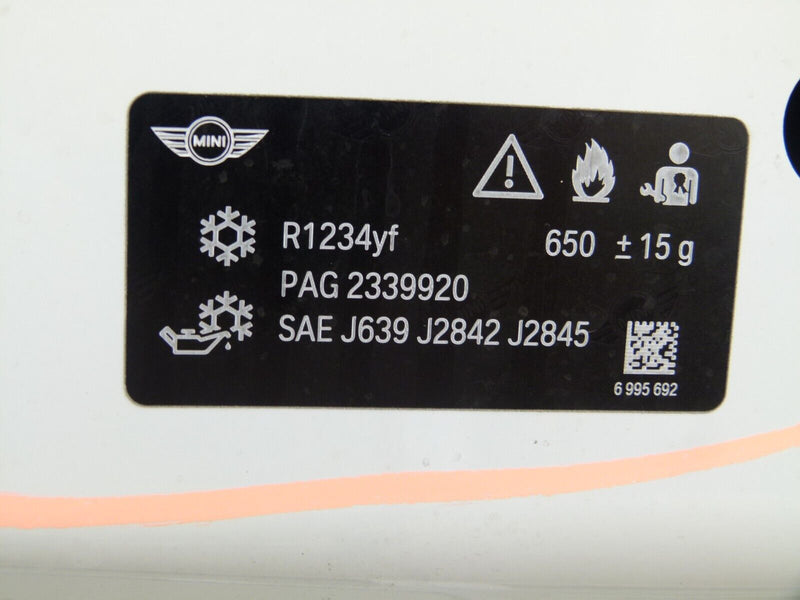 MINI
R1234yf 650 ± 15 g
PAG 2339920
SAE J639 J2842 J2845
6 995 692